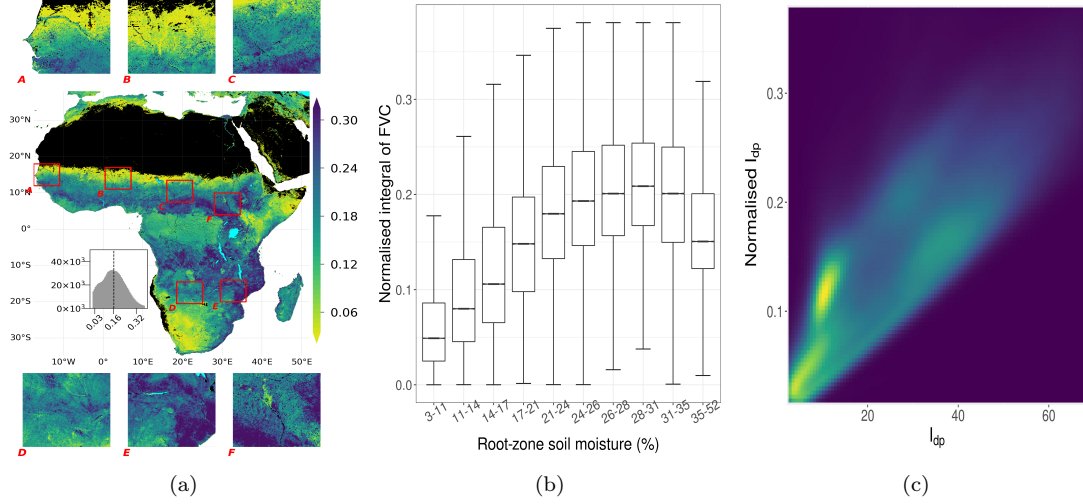 A
B
C
30°N
20°N
10°N
0°
10°S
20°S
30°S
10°W
0°
10°E
20°E
30°E
40°E
50°E
0.30
0.24
0.18
0.12
0.06
40×10³
20×10³
0×10³
0.03
0.16
0.32
A
D
E
F
D
E
F
(a)
Normalised integral of FVC
0.3
0.2
0.1
0.0
3-11
11-14
14-17
17-21
21-24
24-26
26-28
28-31
31-35
35-52
Root-zone soil moisture (%)
(b)
Normalised I_dp
0.3
0.2
0.1
20
40
60
I_dp
(c)